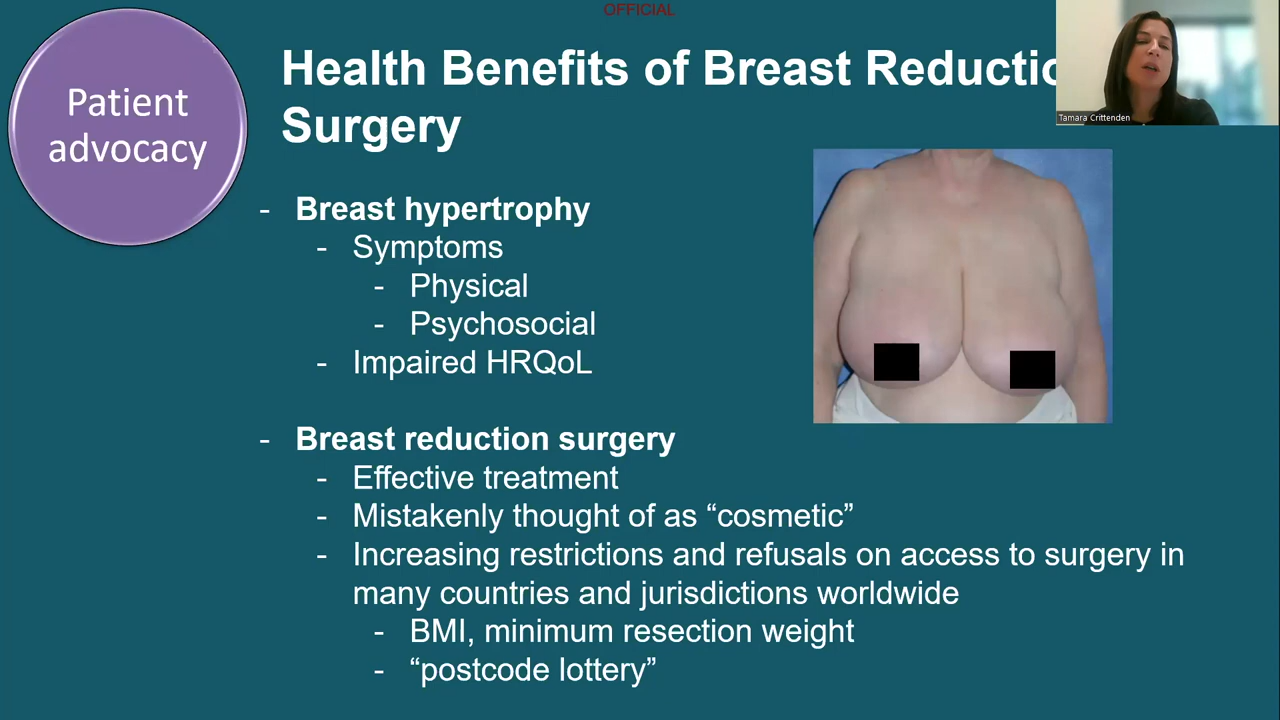 OFFICIAL
Patient
advocacy
Health Benefits of Breast Reductio
Surgery
Tamara Crittenden
- Breast hypertrophy
- Symptoms
- Physical
- Psychosocial
- Impaired HRQoL
- Breast reduction surgery
- Effective treatment
- Mistakenly thought of as “cosmetic”
- Increasing restrictions and refusals on access to surgery in
many countries and jurisdictions worldwide
- BMI, minimum resection weight
- “postcode lottery”